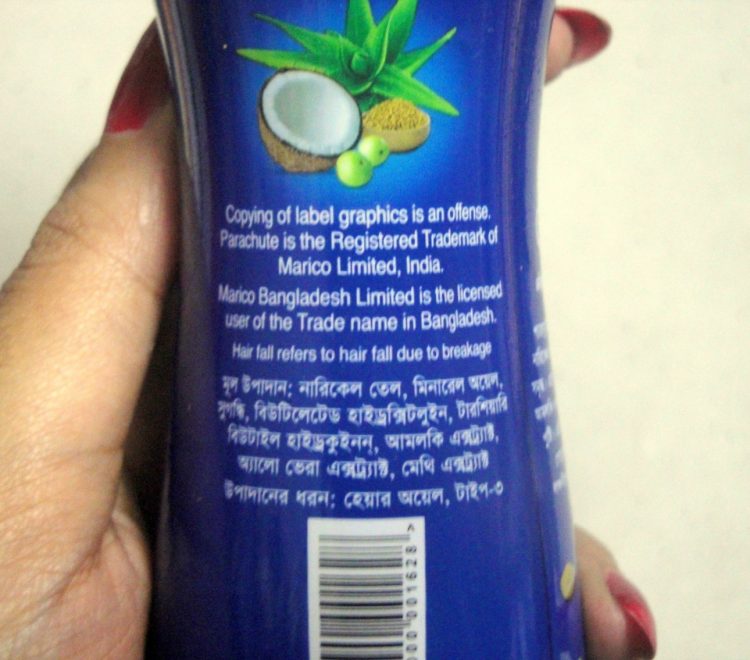 Copying of label graphics is an offense.
Parachute is the Registered Trademark of
Marico Limited, India.
Marico Bangladesh Limited is the licensed
user of the Trade name in Bangladesh.
Hair fall refers to hair fall due to breakage
মূল উপাদান: নারিকেল তেল, মিনারেল অয়েল,
সুগন্ধি, বিউটিলেটেড হাইড্রক্সিটলুইন, টারশিয়ারি
বিউটাইল হাইড্রকুইনন, আমলকি এক্সট্র্যাক্ট,
অ্যালো ভেরা এক্সট্র্যাক্ট, মেথি এক্সট্র্যাক্ট
উপাদানের ধরন: হেয়ার অয়েল, টাইপ-৩
000 001628 >